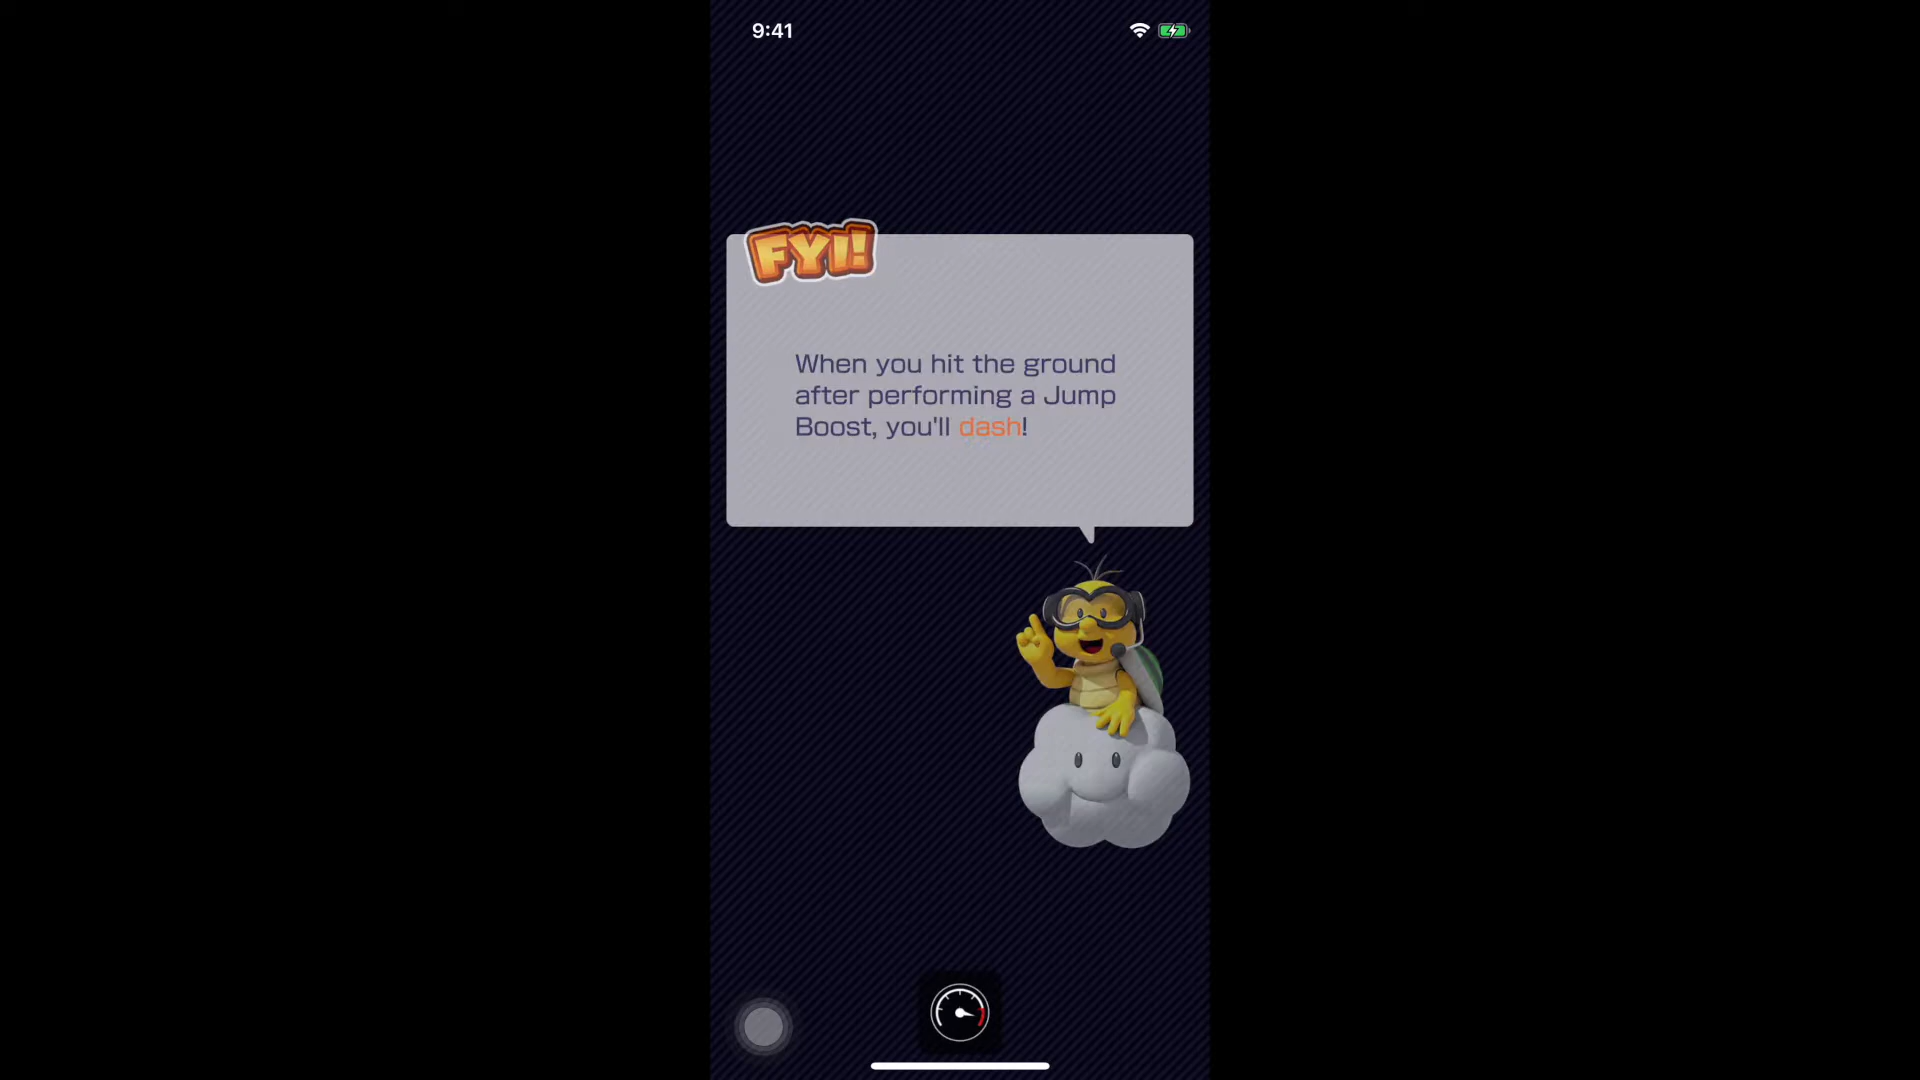 9:41
FYI!
When you hit the ground
after performing a Jump
Boost, you'll dash!